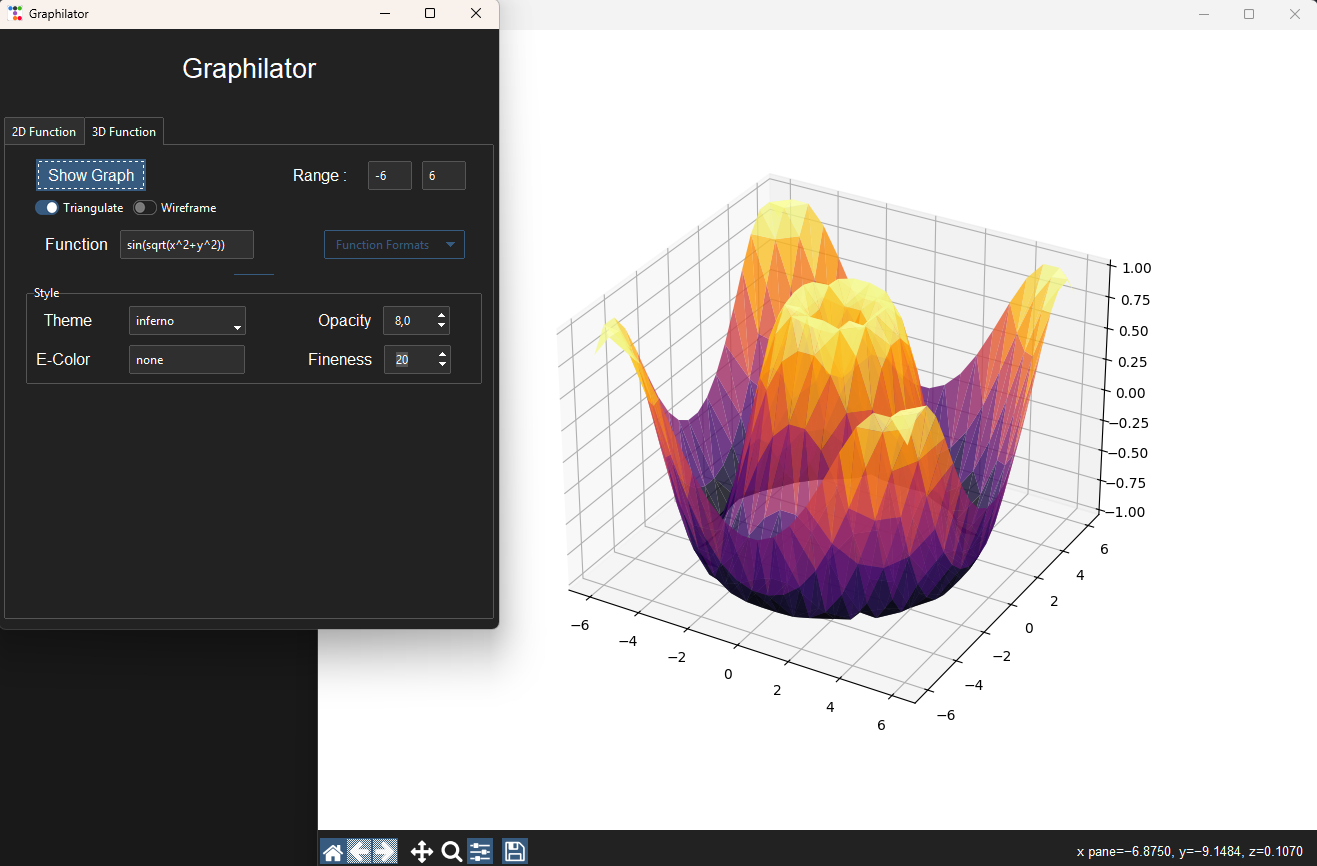 Graphilator
Graphilator
2D Function 3D Function
Show Graph Range : -6 6
Triangulate Wireframe
Function sin(sqrt(x^2+y^2)) Function Formats
Style
Theme inferno Opacity 8,0
E-Color none Fineness 20
1.00
0.75
0.50
0.25
0.00
−0.25
−0.50
−0.75
−1.00
−6
−4
−2
0
2
4
6
6
4
2
0
−2
−4
−6
x pane=−6.8750, y=−9.1484, z=0.1070